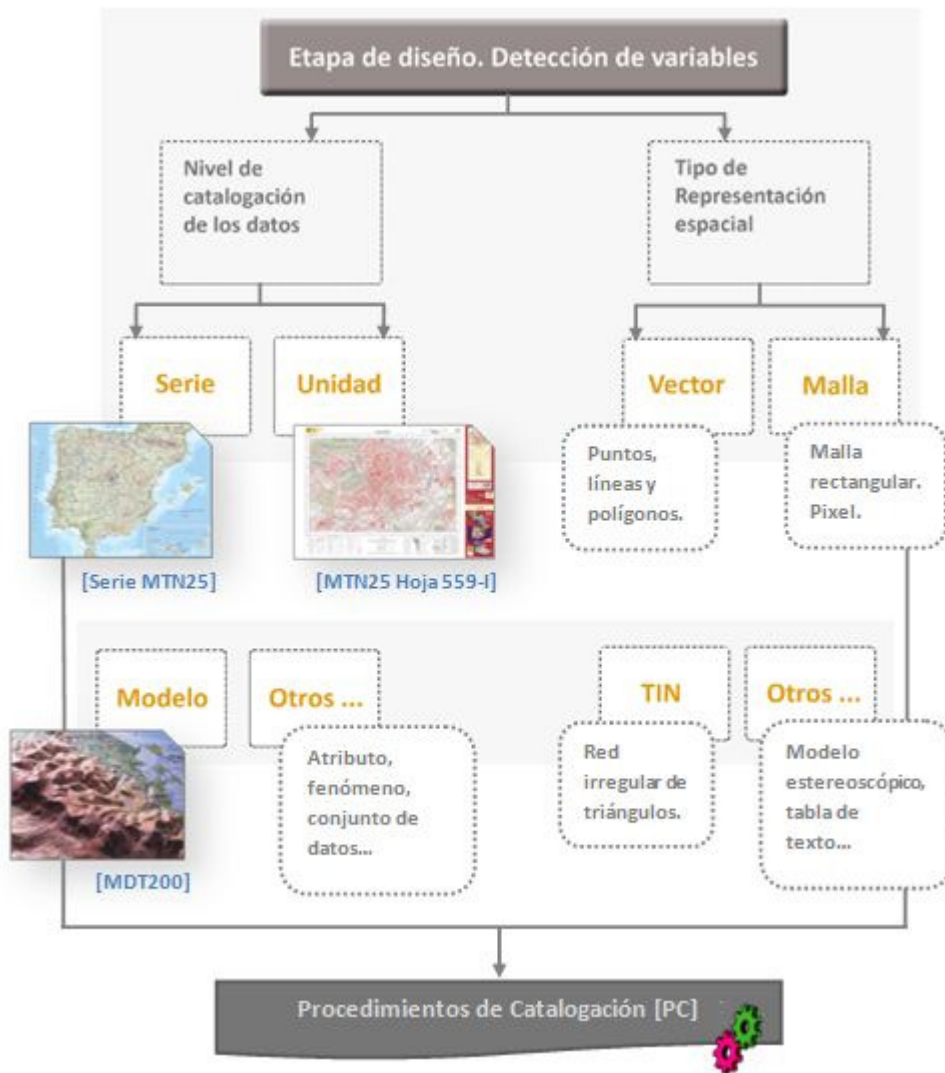 Etapa de diseño. Detección de variables
Nivel de
catalogación
de los datos
Tipo de
Representación
espacial
Serie
Unidad
Vector
Malla
Puntos,
líneas y
polígonos.
Malla
rectangular.
Pixel.
[Serie MTN25]
[MTN25 Hoja 559-I]
Modelo
Otros ...
TIN
Otros ...
Atributo,
fenómeno,
conjunto de
datos...
Red
irregular de
triángulos.
Modelo
estereoscópico,
tabla de
texto...
[MDT200]
Procedimientos de Catalogación [PC]